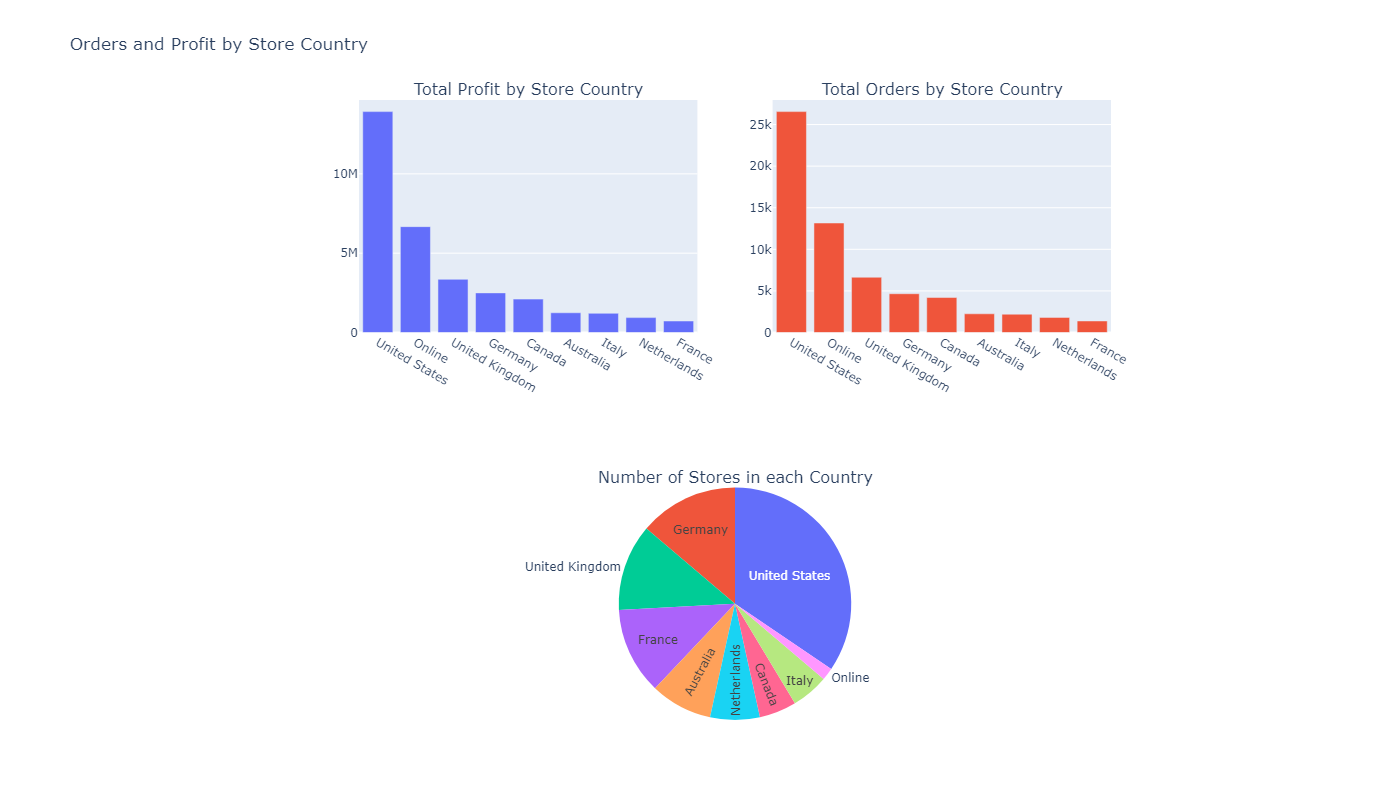 Orders and Profit by Store Country
Total Profit by Store Country
10M
5M
0
United States
Online
United Kingdom
Germany
Canada
Australia
Italy
Netherlands
France
Total Orders by Store Country
25k
20k
15k
10k
5k
0
United States
Online
United Kingdom
Germany
Canada
Australia
Italy
Netherlands
France
Number of Stores in each Country
Germany
United States
United Kingdom
France
Australia
Netherlands
Canada
Italy
Online